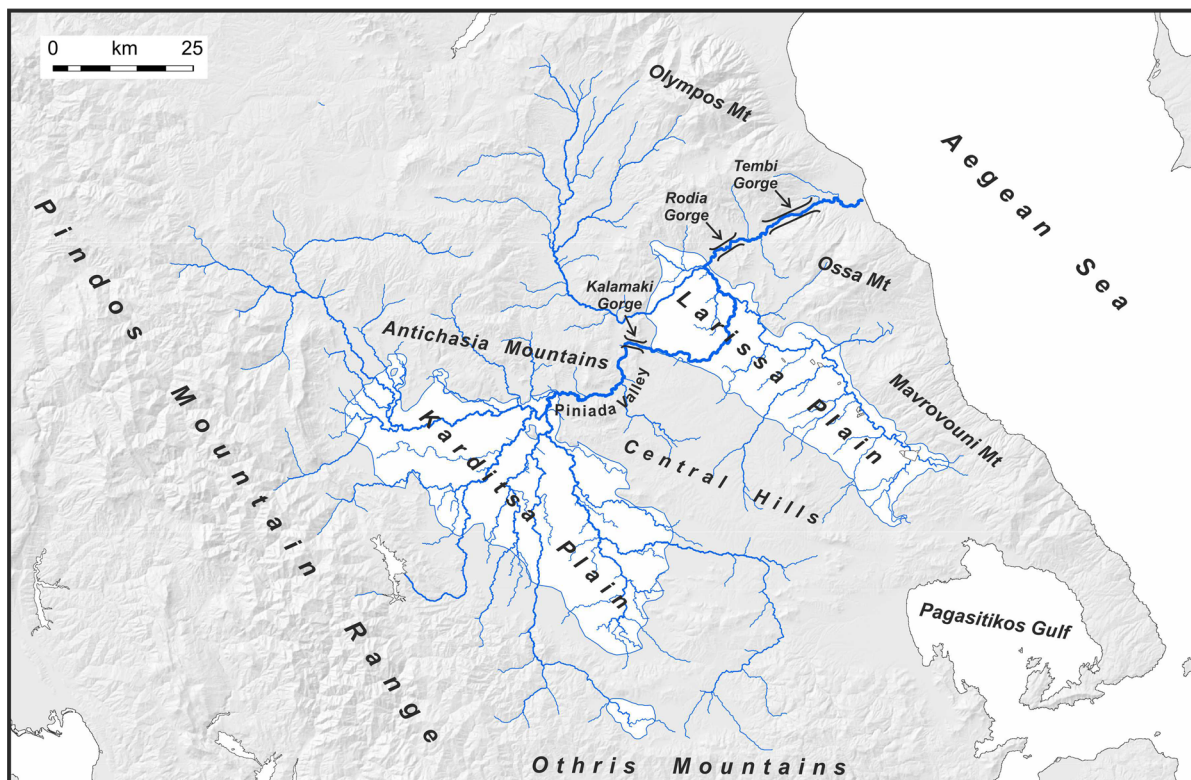 0 km 25
Olympos Mt
Aegean Sea
Tembi
Gorge
Rodia
Gorge
Pindos Mountain Range
Ossa Mt
Kalamaki
Gorge
Larissa Plain
Antichasia Mountains
Piniada Valley
Mavrovouni Mt
Karditsa Plain
Central Hills
Pagasitikos Gulf
Othris Mountains